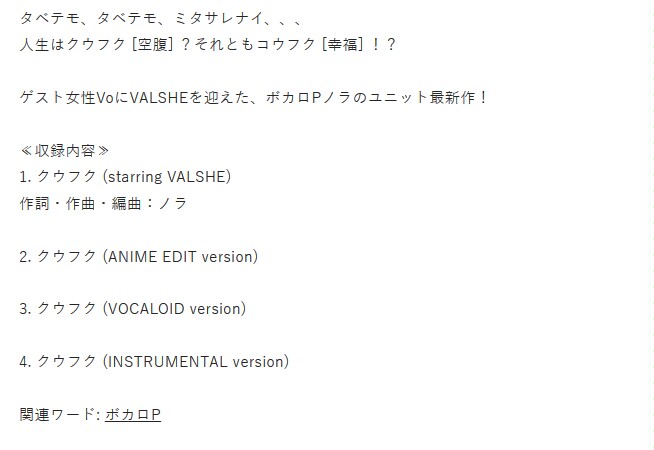 タベテモ、タベテモ、ミタサレナイ、、、
人生はクウフク [空腹] ？それともコウフク [幸福] ！？
ゲスト女性VoにVALSHEを迎えた、ボカロPノラのユニット最新作！
≪収録内容≫
1. クウフク (starring VALSHE)
作詞・作曲・編曲：ノラ
2. クウフク (ANIME EDIT version)
3. クウフク (VOCALOID version)
4. クウフク (INSTRUMENTAL version)
関連ワード: ボカロP